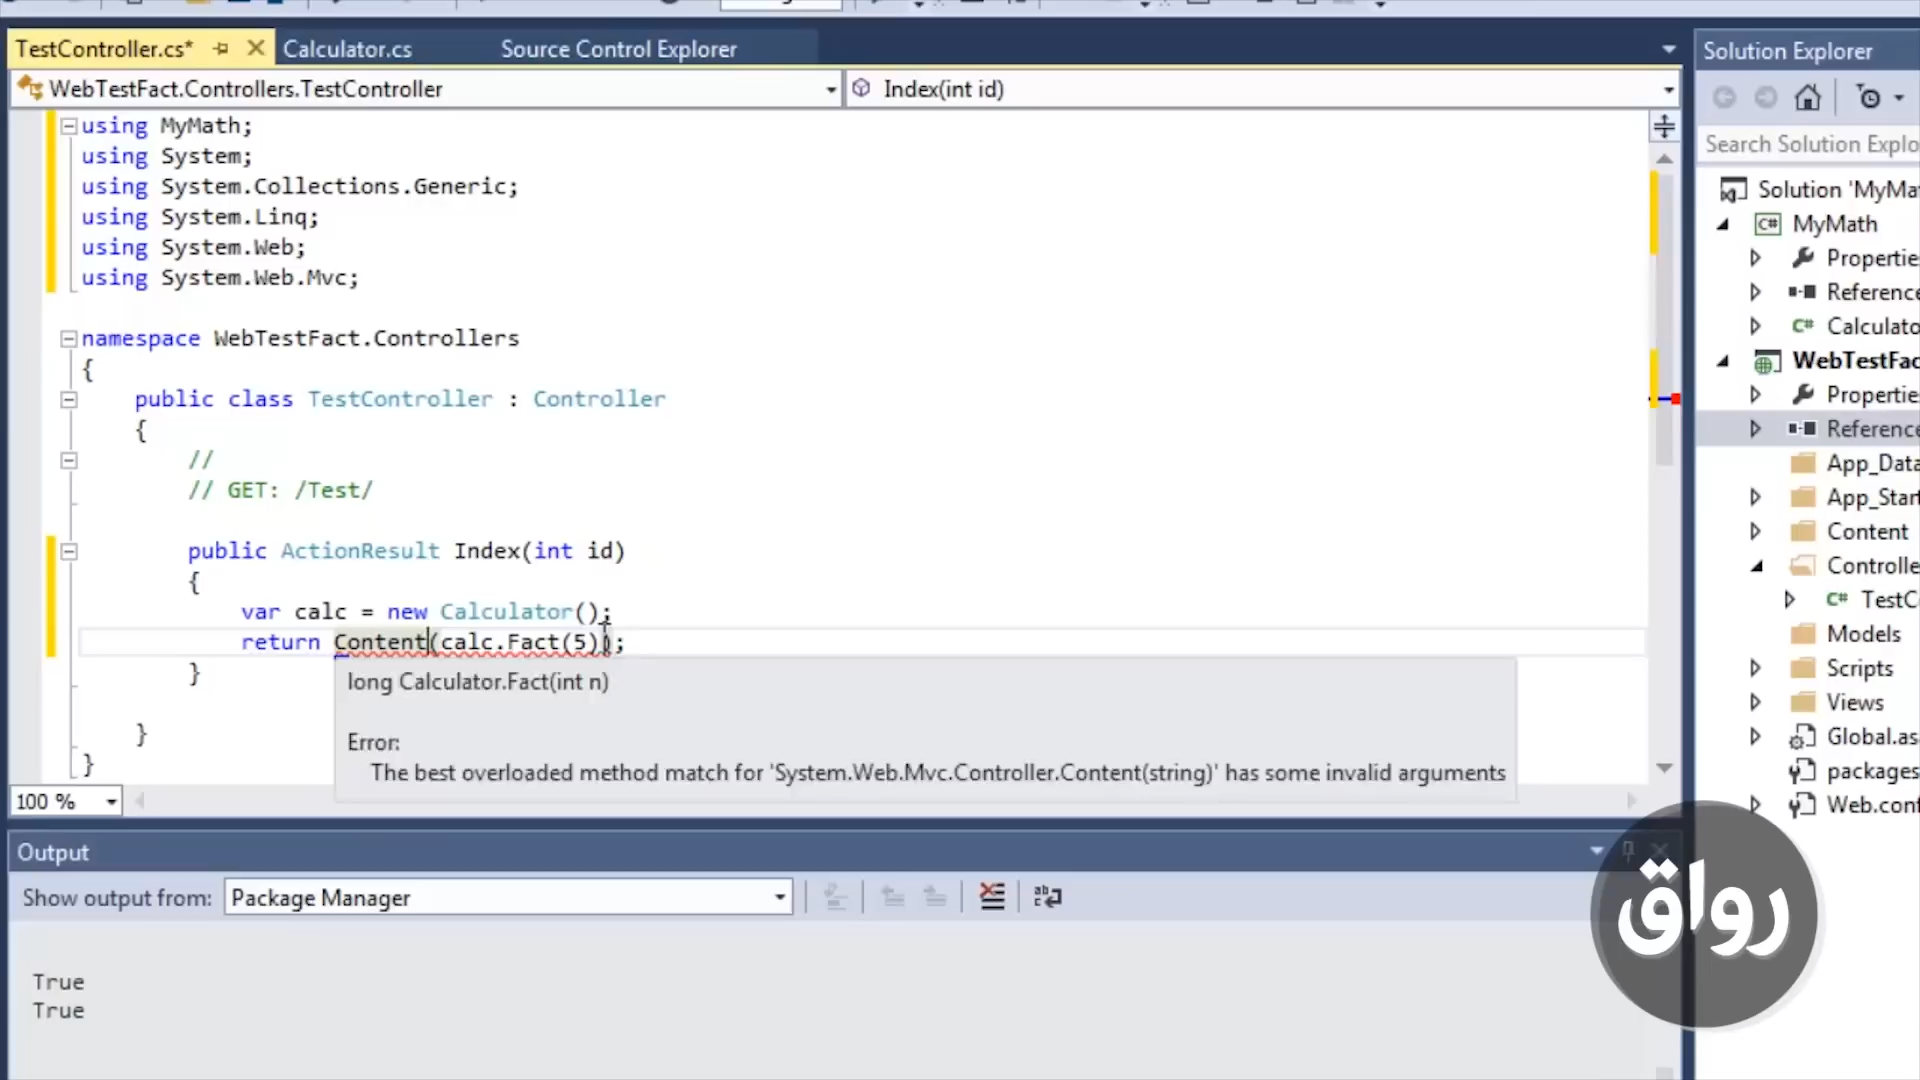 TestController.cs*
Calculator.cs
Source Control Explorer
WebTestFact.Controllers.TestController
Index(int id)
using MyMath;
using System;
using System.Collections.Generic;
using System.Linq;
using System.Web;
using System.Web.Mvc;
namespace WebTestFact.Controllers
{
public class TestController : Controller
{
//
// GET: /Test/
public ActionResult Index(int id)
{
var calc = new Calculator();
return Content(calc.Fact(5));
}
long Calculator.Fact(int n)
Error:
The best overloaded method match for 'System.Web.Mvc.Controller.Content(string)' has some invalid arguments
}
}
100 %
Output
Show output from:
Package Manager
True
True
Solution Explorer
Search Solution Explo
Solution 'MyMa
C# MyMath
Propertie
Reference
C# Calculato
WebTestFac
Propertie
Reference
App_Data
App_Star
Content
Controlle
C# TestC
Models
Scripts
Views
Global.as
packages
Web.conf
رواق